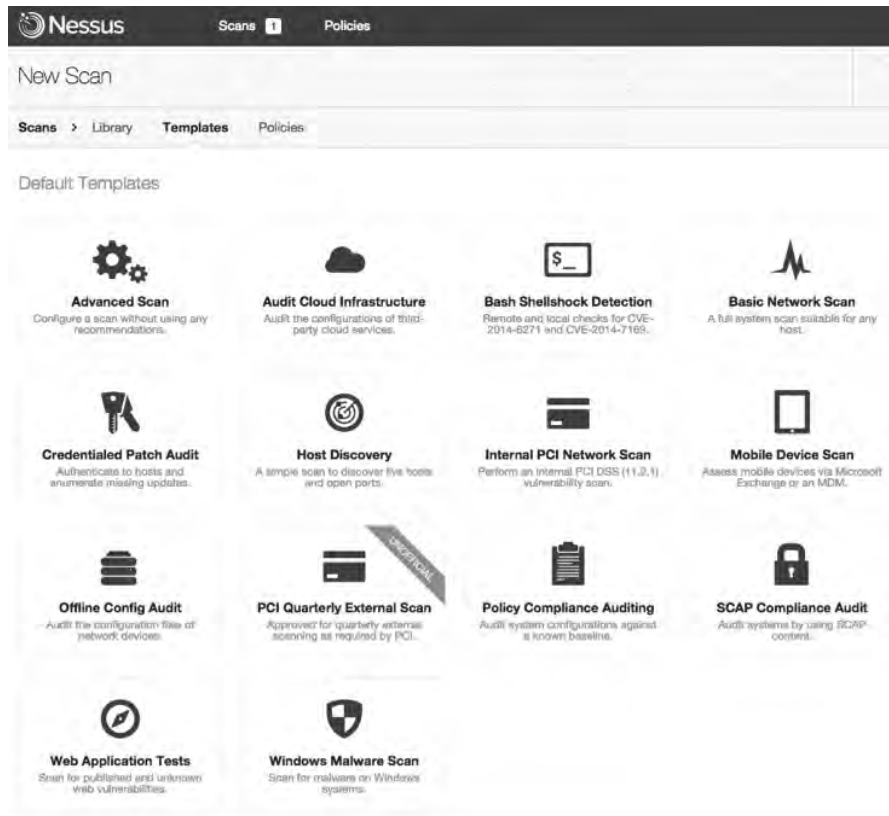 Nessus
Scans 1 Policies
New Scan
Scans > Library Templates Policies
Default Templates
Advanced Scan
Configure a scan without using any
recommendations.
Audit Cloud Infrastructure
Audit the configurations of third-
party cloud services.
Bash Shellshock Detection
Remote and local checks for CVE-
2014-6271 and CVE-2014-7169.
Basic Network Scan
A full system scan suitable for any
host.
Credentialed Patch Audit
Authenticate to hosts and
enumerate missing updates.
Host Discovery
A simple scan to discover live hosts
and open ports.
Internal PCI Network Scan
Perform an internal PCI DSS (11.2.1)
vulnerability scan.
Mobile Device Scan
Assess mobile devices via Microsoft
Exchange or an MDM.
Offline Config Audit
Audit the configuration files of
network devices.
UNOFFICIAL
PCI Quarterly External Scan
Approved for quarterly external
scanning as required by PCI.
Policy Compliance Auditing
Audit system configurations against
a known baseline.
SCAP Compliance Audit
Audit systems by using SCAP
content.
Web Application Tests
Scan for published and unknown
web vulnerabilities.
Windows Malware Scan
Scan for malware on Windows
systems.